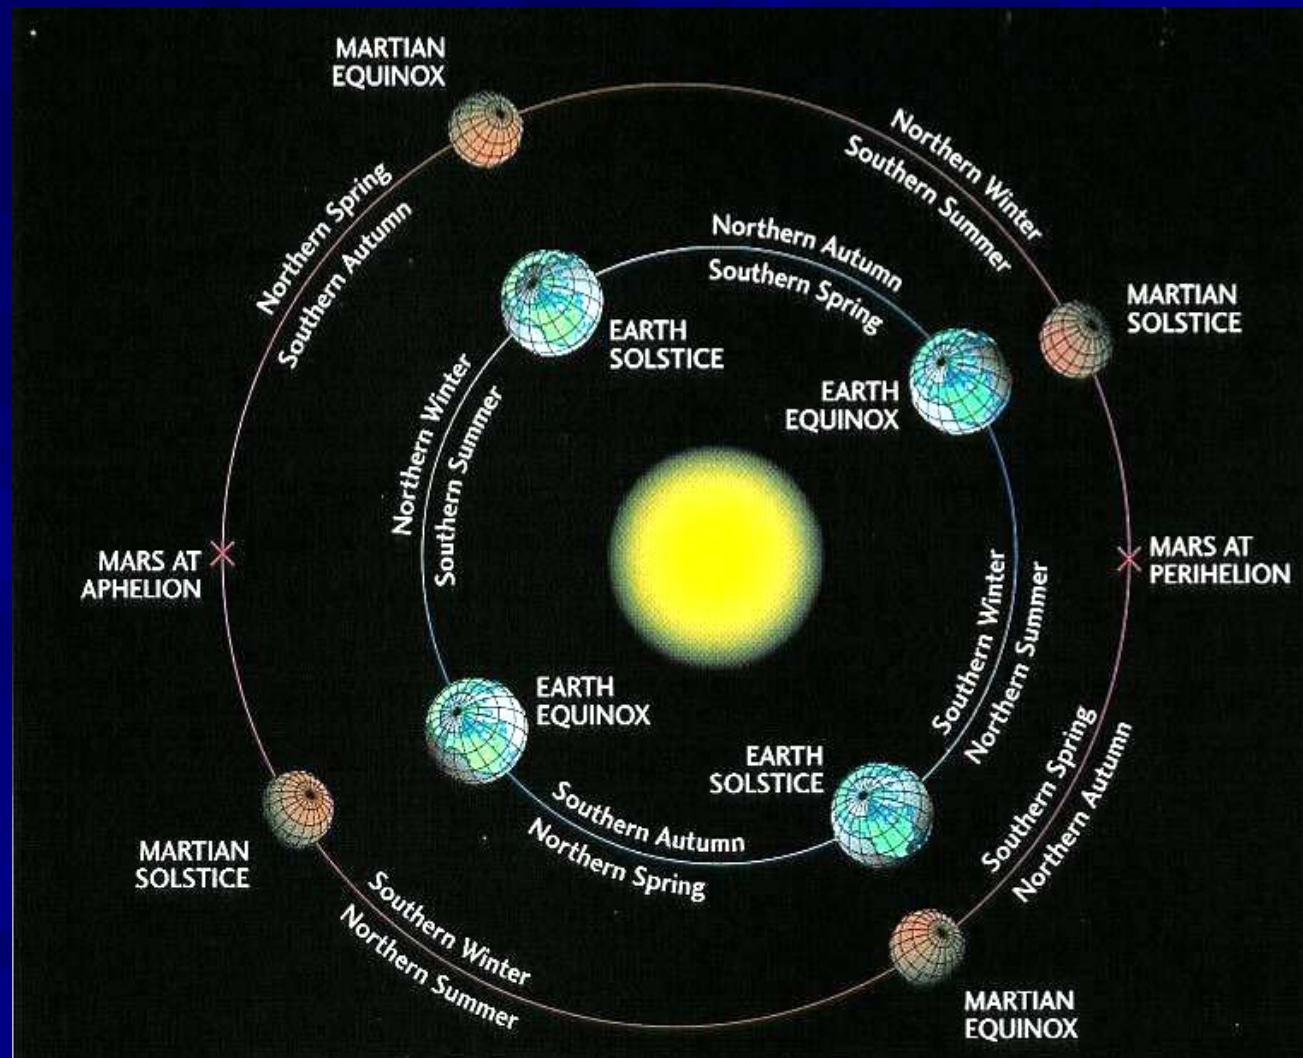 MARTIAN
EQUINOX
Northern Winter
Southern Summer
Northern Spring
Southern Autumn
Northern Autumn
Southern Spring
MARTIAN
SOLSTICE
EARTH
SOLSTICE
EARTH
EQUINOX
Northern Winter
Southern Summer
MARS AT
APHELION
MARS AT
PERIHELION
Southern Winter
Northern Summer
EARTH
EQUINOX
EARTH
SOLSTICE
Southern Spring
Northern Autumn
Southern Autumn
Northern Spring
MARTIAN
SOLSTICE
Southern Winter
Northern Summer
MARTIAN
EQUINOX